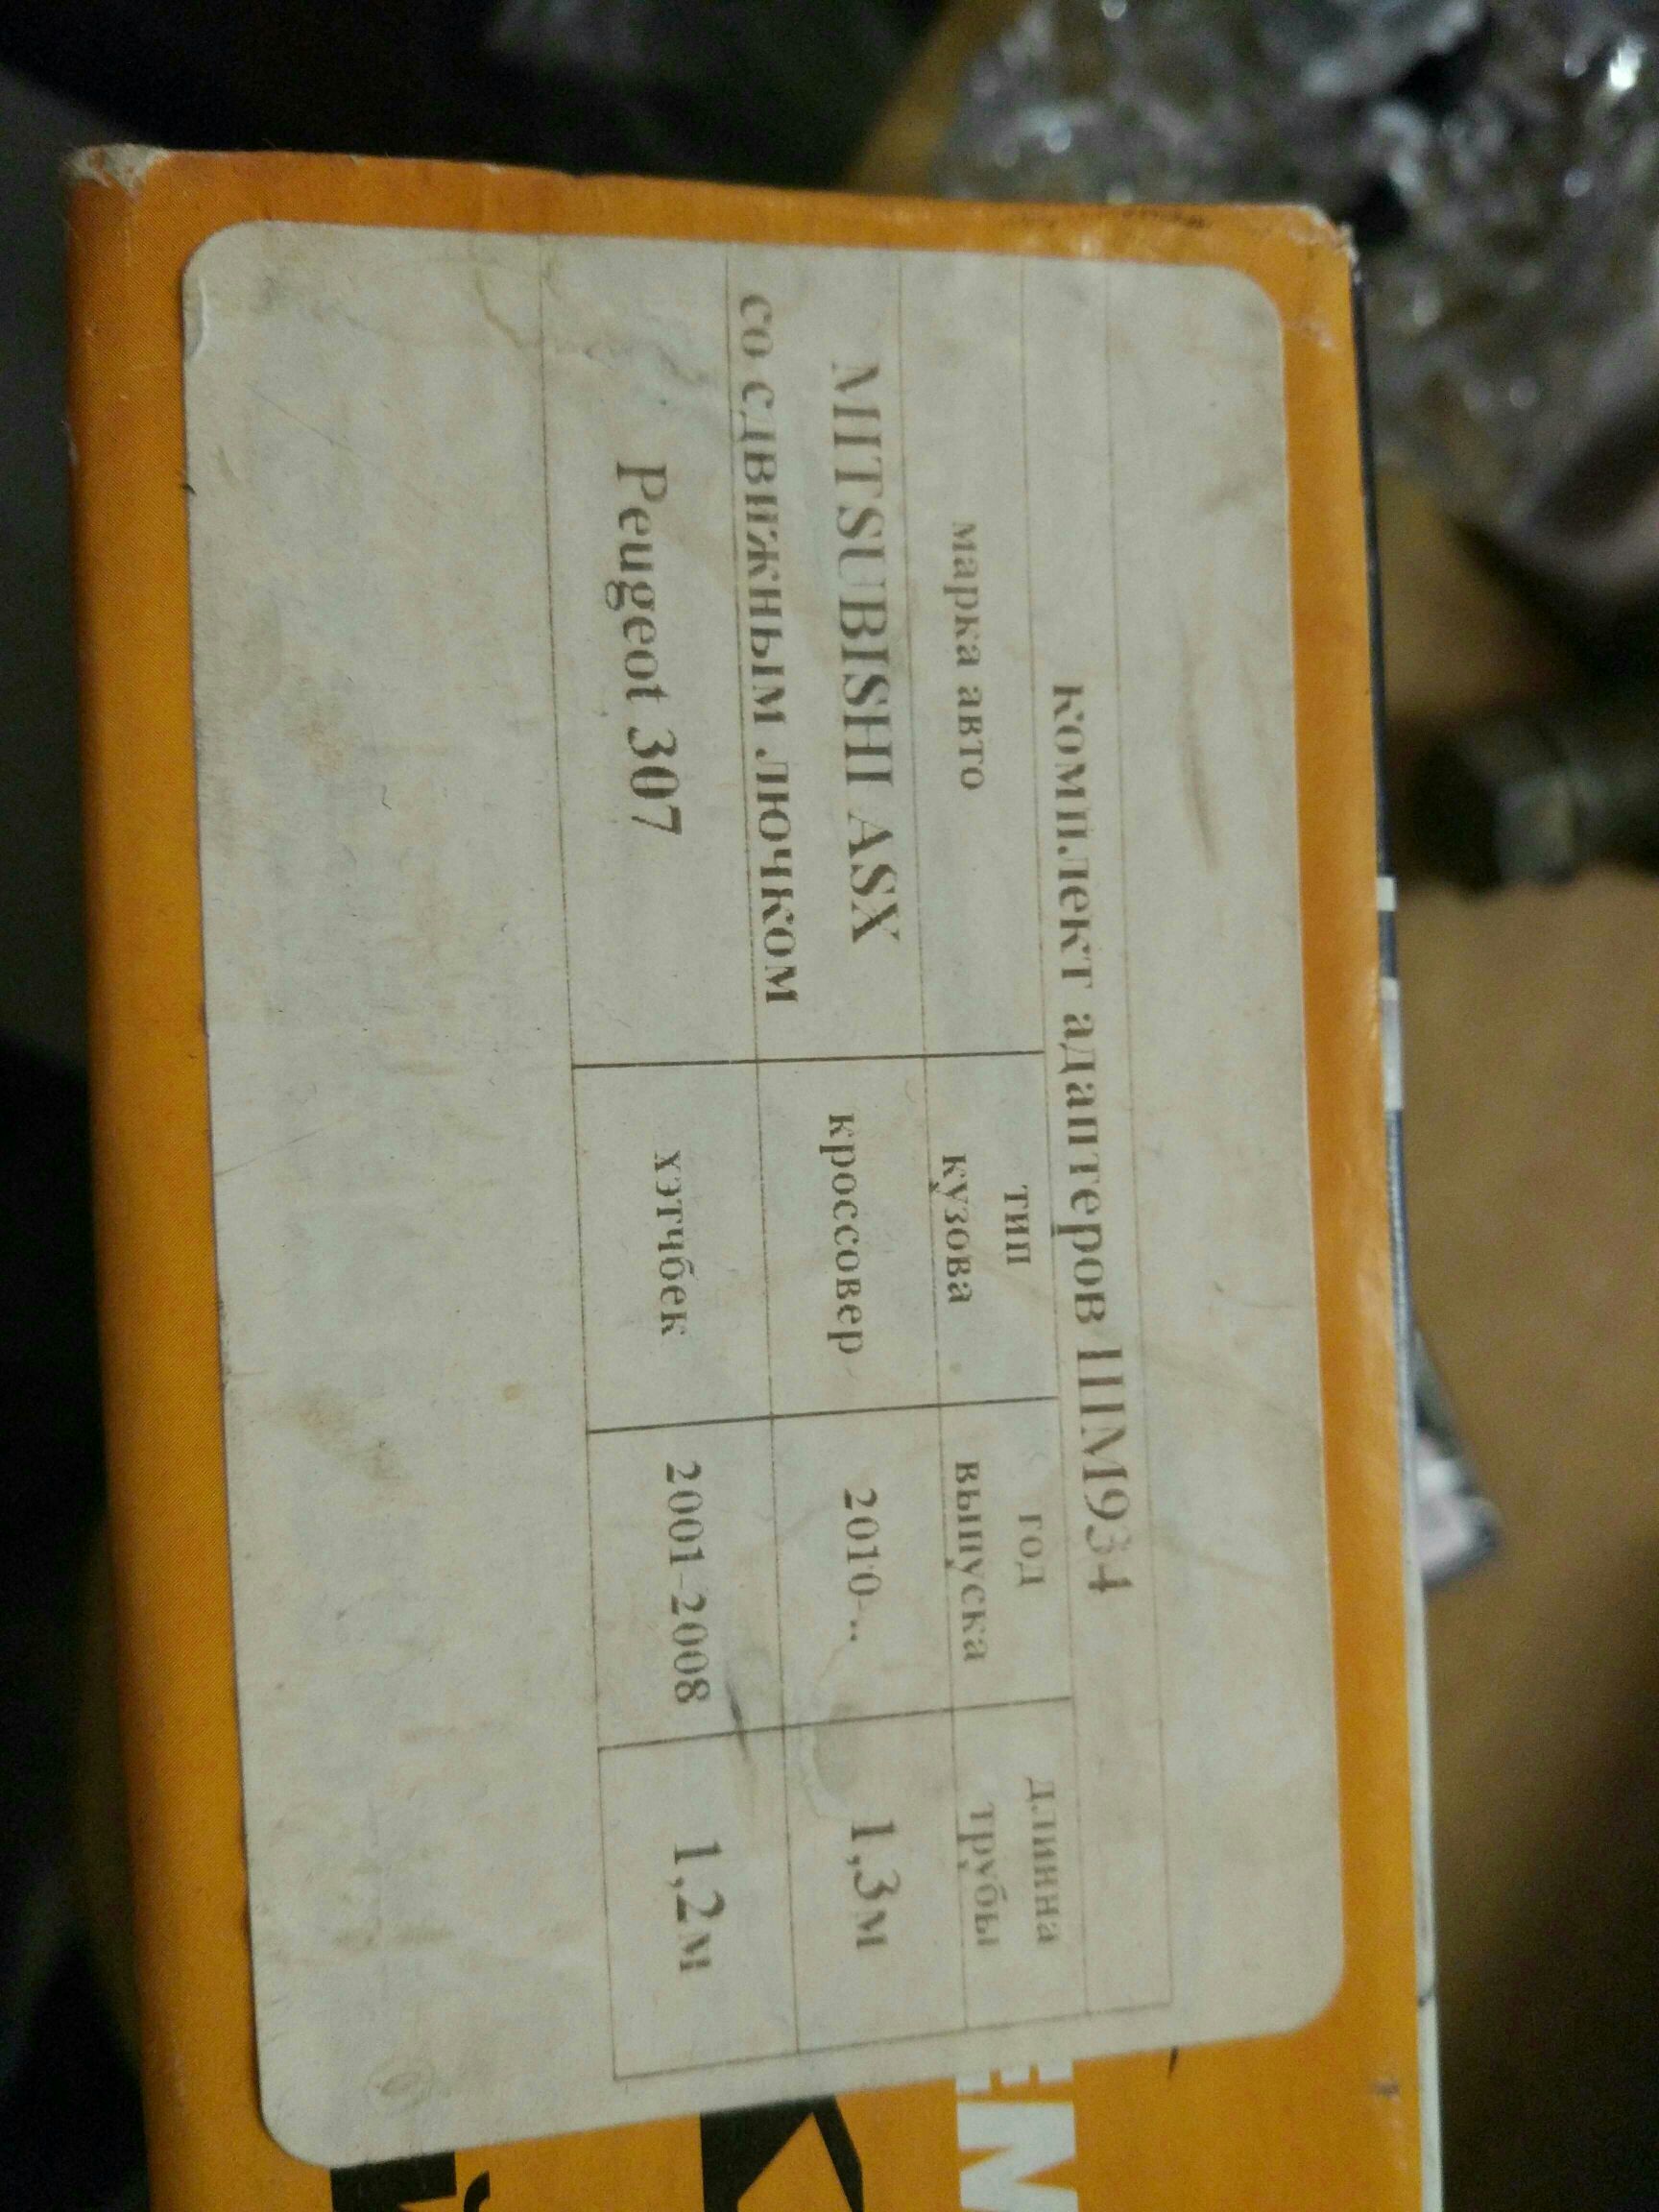 комплект адаптеров ШМ934
марка авто
тип
кузова
год
выпуска
длинна
трубы
MITSUBISHI ASX
со сдвижным лючком
кроссовер
2010-..
1,3м
Peugeot 307
хэтчбек
2001-2008
1,2м